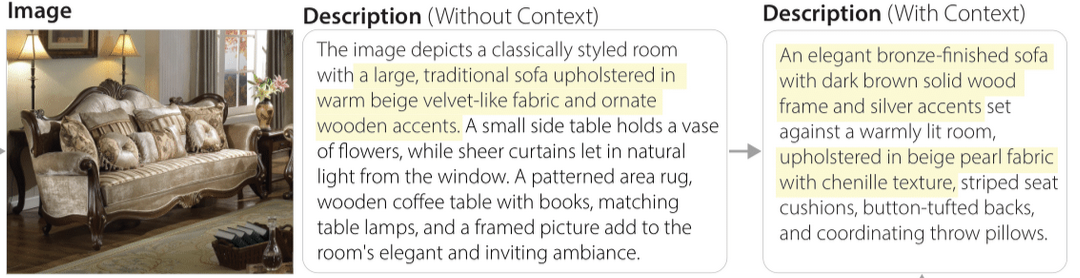 Image
Description (Without Context)
The image depicts a classically styled room
with a large, traditional sofa upholstered in
warm beige velvet-like fabric and ornate
wooden accents. A small side table holds a vase
of flowers, while sheer curtains let in natural
light from the window. A patterned area rug,
wooden coffee table with books, matching
table lamps, and a framed picture add to the
room's elegant and inviting ambiance.
Description (With Context)
An elegant bronze-finished sofa
with dark brown solid wood
frame and silver accents set
against a warmly lit room,
upholstered in beige pearl fabric
with chenille texture, striped seat
cushions, button-tufted backs,
and coordinating throw pillows.